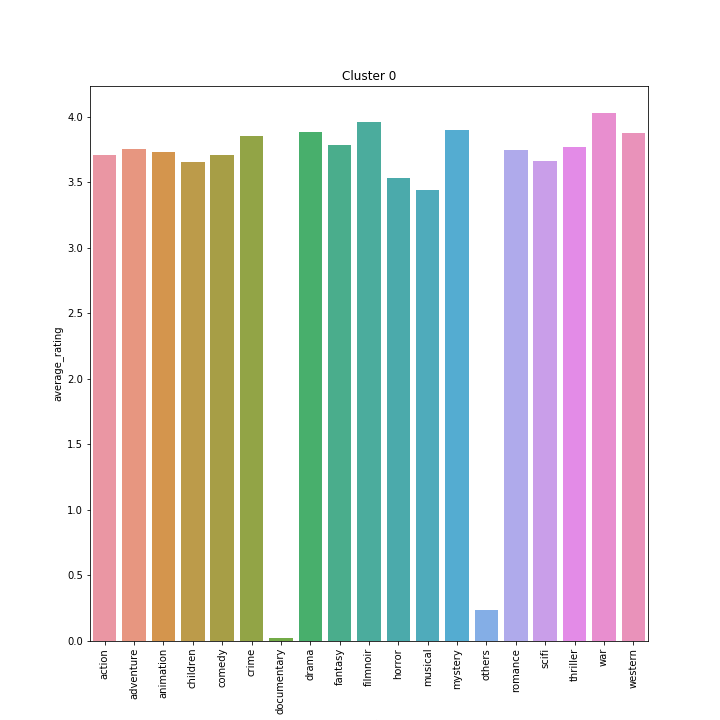 Cluster 0
average_rating
4.0
3.5
3.0
2.5
2.0
1.5
1.0
0.5
0.0
action
adventure
animation
children
comedy
crime
documentary
drama
fantasy
filmnoir
horror
musical
mystery
others
romance
scifi
thriller
war
western